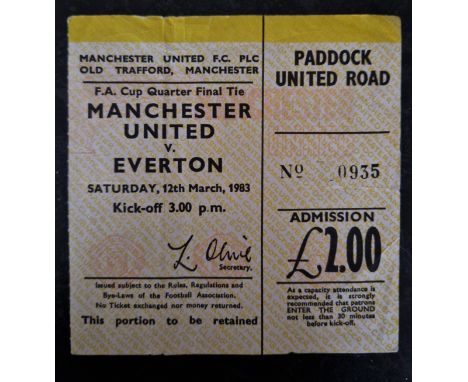 MANCHESTER UNITED F.C. PLC
OLD TRAFFORD, MANCHESTER
F.A. Cup Quarter Final Tie
MANCHESTER
UNITED
v.
EVERTON
SATURDAY, 12th March, 1983
Kick-off 3.00 p.m.
L. Olive
Secretary.
Issued subject to the Rules, Regulations and
Bye-Laws of the Football Association.
No Ticket exchanged nor money returned.
This portion to be retained
PADDOCK
UNITED ROAD
Nº 0935
ADMISSION
£2.00
As a capacity attendance is
expected, it is strongly
recommended that patrons
ENTER THE GROUND
not less than 30 minutes
before kick-off.